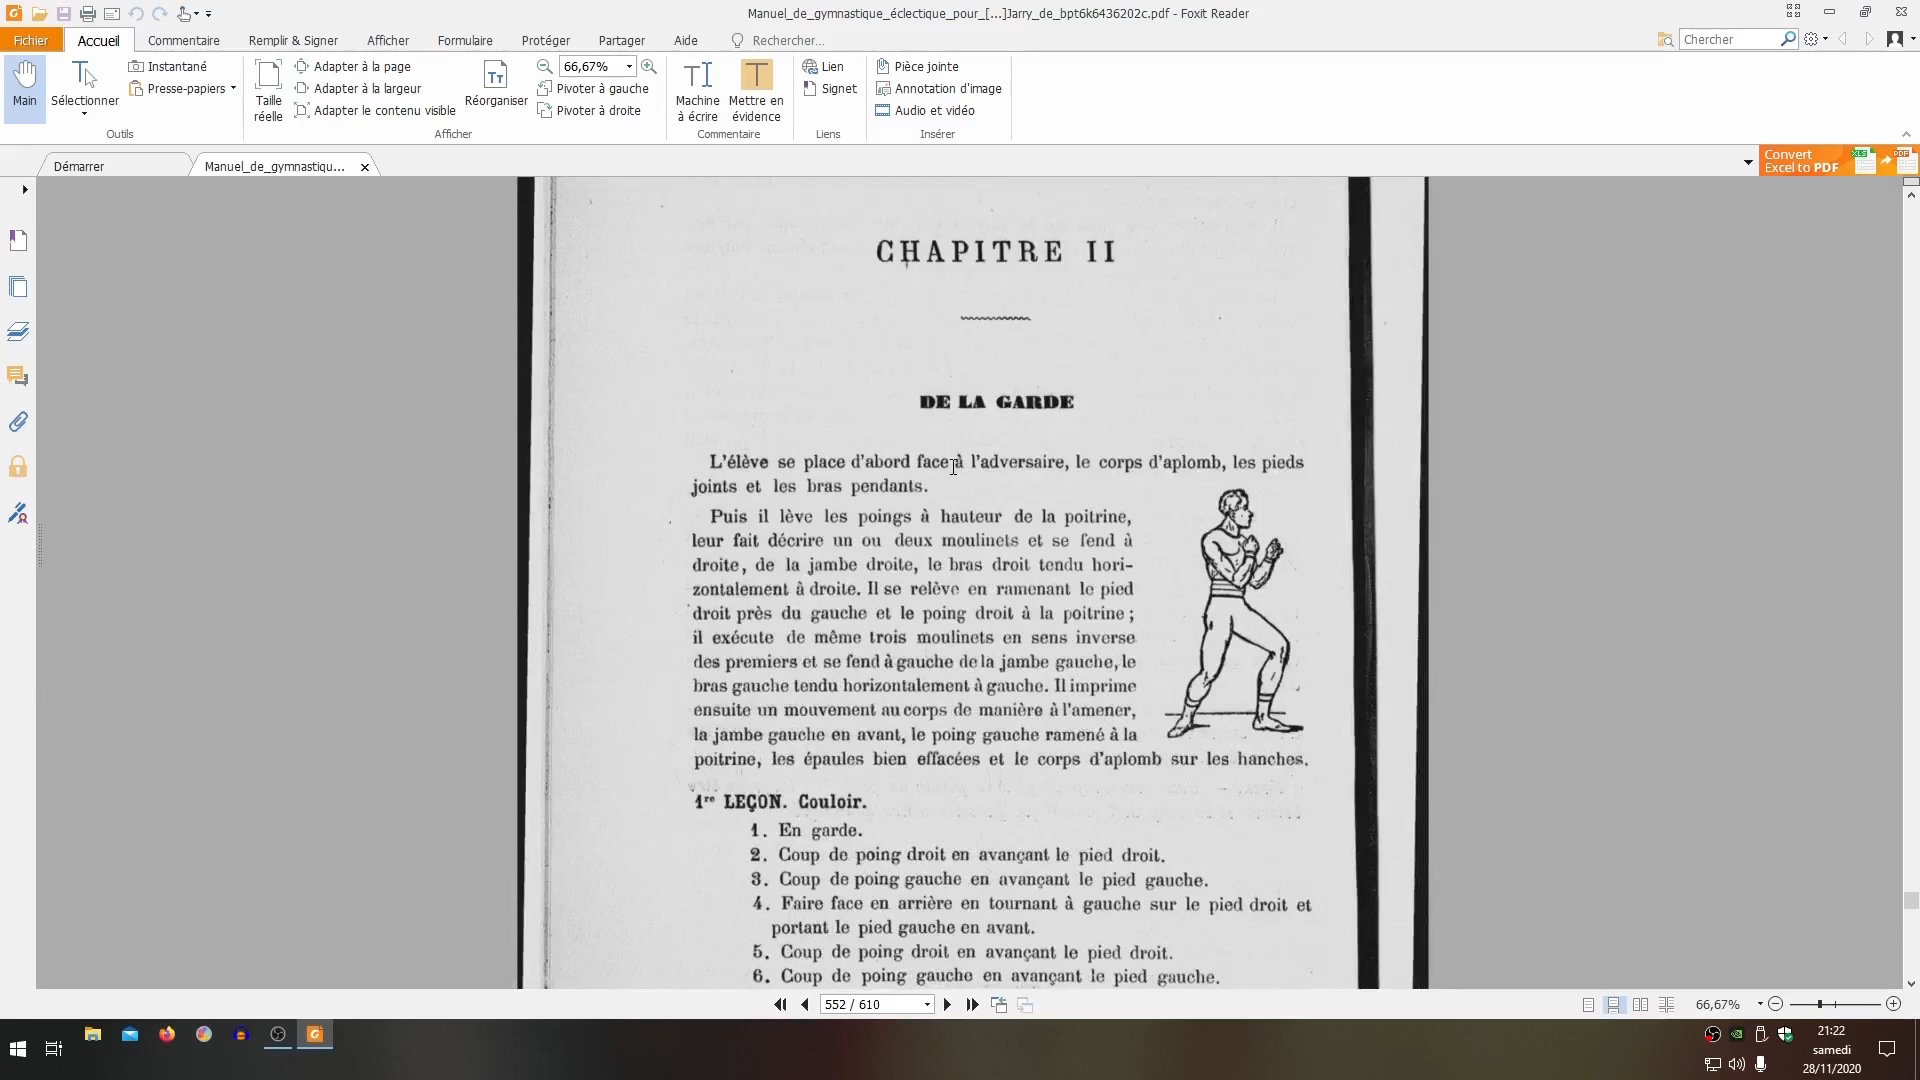 Manuel_de_gymnastique_éclectique_pour_[...]Jarry_de_bpt6k6436202c.pdf - Foxit Reader
Fichier Accueil Commentaire Remplir & Signer Afficher Formulaire Protéger Partager Aide Rechercher... Chercher
Main
Sélectionner
Instantané
Presse-papiers
Outils
Taille réelle
Adapter à la page
Adapter à la largeur
Adapter le contenu visible
Réorganiser
66,67%
Pivoter à gauche
Pivoter à droite
Afficher
Machine à écrire
Mettre en évidence
Commentaire
Lien
Signet
Liens
Pièce jointe
Annotation d'image
Audio et vidéo
Insérer
Démarrer
Manuel_de_gymnastiqu...
Convert
Excel to PDF
XLS
PDF
CHAPITRE II
DE LA GARDE
L'élève se place d'abord face à l'adversaire, le corps d'aplomb, les pieds
joints et les bras pendants.
Puis il lève les poings à hauteur de la poitrine,
leur fait décrire un ou deux moulinets et se fend à
droite, de la jambe droite, le bras droit tendu hori-
zontalement à droite. Il se relève en ramenant le pied
droit près du gauche et le poing droit à la poitrine ;
il exécute de même trois moulinets en sens inverse
des premiers et se fend à gauche de la jambe gauche, le
bras gauche tendu horizontalement à gauche. Il imprime
ensuite un mouvement au corps de manière à l'amener,
la jambe gauche en avant, le poing gauche ramené à la
poitrine, les épaules bien effacées et le corps d'aplomb sur les hanches.
1re LEÇON. Couloir.
1. En garde.
2. Coup de poing droit en avançant le pied droit.
3. Coup de poing gauche en avançant le pied gauche.
4. Faire face en arrière en tournant à gauche sur le pied droit et
portant le pied gauche en avant.
5. Coup de poing droit en avançant le pied droit.
6. Coup de poing gauche en avançant le pied gauche.
552 / 610
66,67%
21:22
samedi
28/11/2020